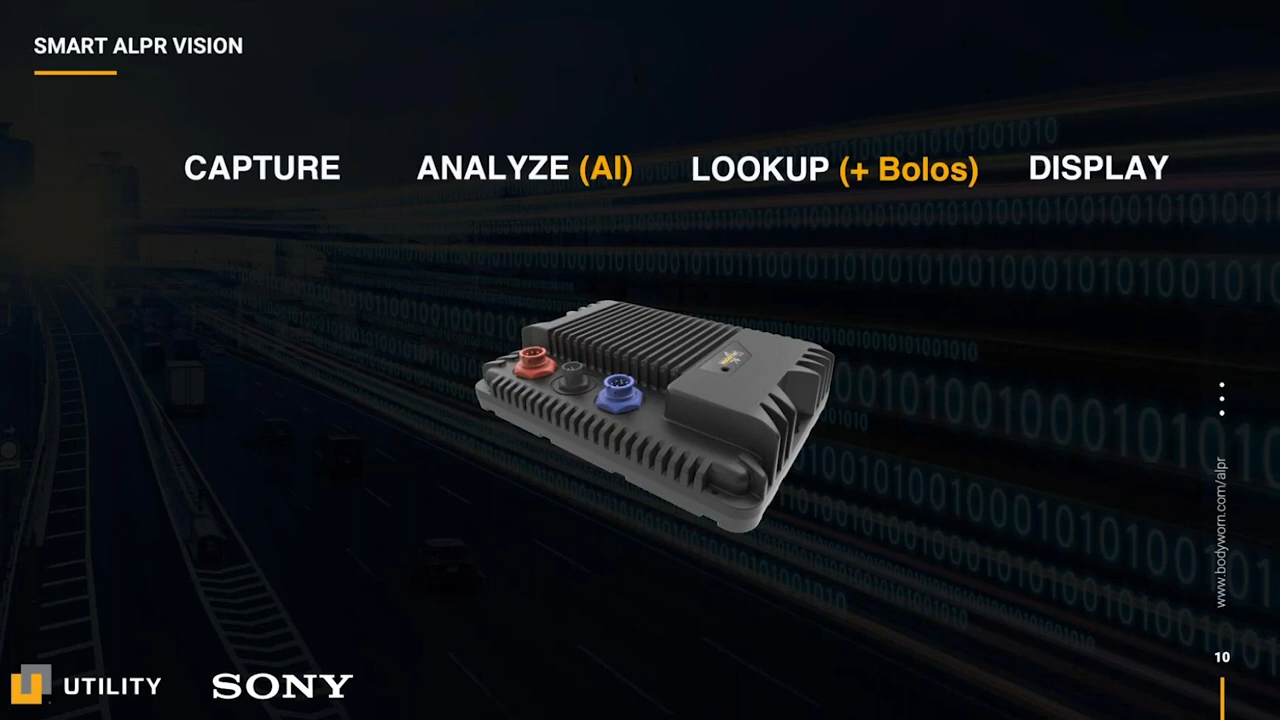 SMART ALPR VISION
CAPTURE
ANALYZE (AI)
LOOKUP (+ Bolos)
DISPLAY
www.bodyworn.com/alpr
10
UTILITY
SONY